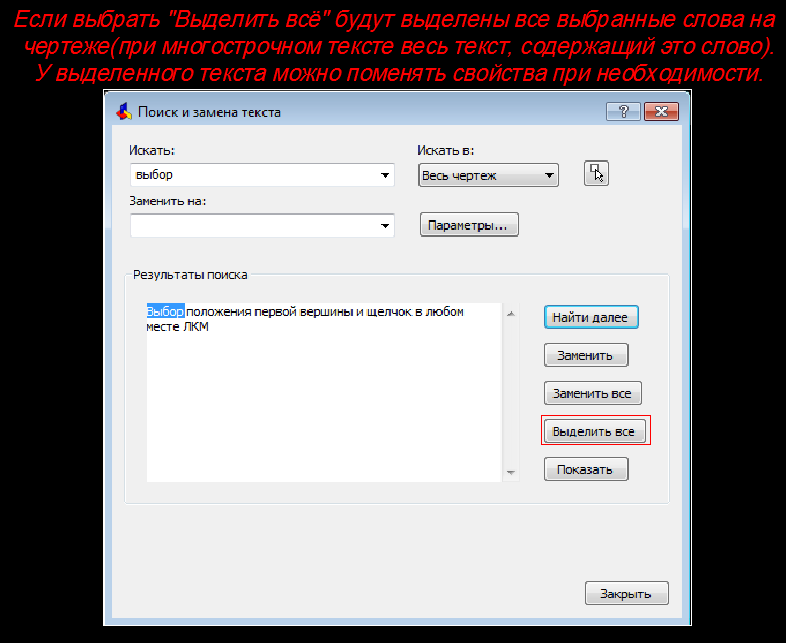 Если выбрать "Выделить всё" будут выделены все выбранные слова на
чертеже(при многострочном тексте весь текст, содержащий это слово).
У выделенного текста можно поменять свойства при необходимости.
Поиск и замена текста
Искать:
Искать в:
выбор
Весь чертеж
Заменить на:
Параметры...
Результаты поиска
Выбор положения первой вершины и щелчок в любом
месте ЛКМ
Найти далее
Заменить
Заменить все
Выделить все
Показать
Закрыть